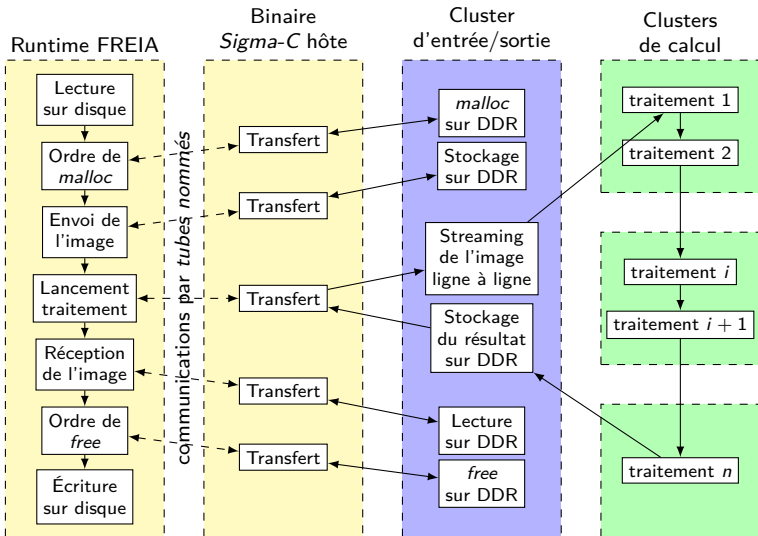 Runtime FREIA
Lecture
sur disque
Ordre de
malloc
Envoi de
l'image
Lancement
traitement
Réception
de l'image
Ordre de
free
Écriture
sur disque
communications par tubes nommés
Binaire
Sigma-C hôte
Transfert
Transfert
Transfert
Transfert
Transfert
Cluster
d'entrée/sortie
malloc
sur DDR
Stockage
sur DDR
Streaming
de l'image
ligne à ligne
Stockage
du résultat
sur DDR
Lecture
sur DDR
free
sur DDR
Clusters
de calcul
traitement 1
traitement 2
traitement i
traitement i + 1
traitement n